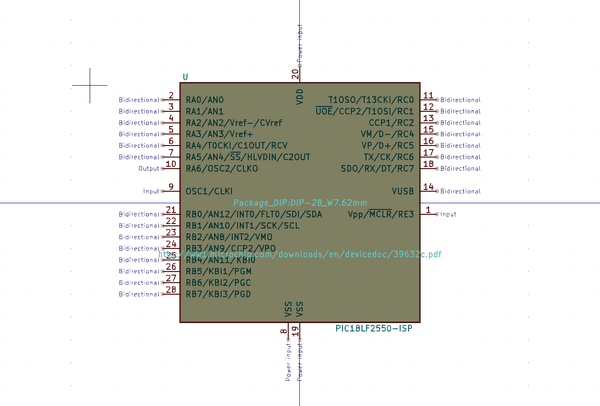 Power input
20
U
VDD
Bidirectional 2 RA0/AN0 T1OSO/T13CKI/RC0 11 Bidirectional
Bidirectional 3 RA1/AN1 UOE/CCP2/T1OSI/RC1 12 Bidirectional
Bidirectional 4 RA2/AN2/Vref-/CVref CCP1/RC2 13 Bidirectional
Bidirectional 5 RA3/AN3/Vref+ VM/D-/RC4 15 Bidirectional
Bidirectional 6 RA4/T0CKI/C1OUT/RCV VP/D+/RC5 16 Bidirectional
Bidirectional 7 RA5/AN4/SS/HLVDIN/C2OUT TX/CK/RC6 17 Bidirectional
Output 10 RA6/OSC2/CLKO SDO/RX/DT/RC7 18 Bidirectional
Input 9 OSC1/CLKI VUSB 14 Bidirectional
Package_DIP:DIP-28_W7.62mm
Bidirectional 21 RB0/AN12/INT0/FLT0/SDI/SDA Vpp/MCLR/RE3 1 Input
Bidirectional 22 RB1/AN10/INT1/SCK/SCL
Bidirectional 23 RB2/AN8/INT2/VMO
Bidirectional 24 RB3/AN9/CCP2/VPO
Bidirectional 25 RB4/AN11/KBI0
.microchip.com/downloads/en/devicedoc/39632c.pdf
Bidirectional 26 RB5/KBI1/PGM
Bidirectional 27 RB6/KBI2/PGC
Bidirectional 28 RB7/KBI3/PGD
VSS VSS
8 19
PIC18LF2550-ISP
Power input Power input